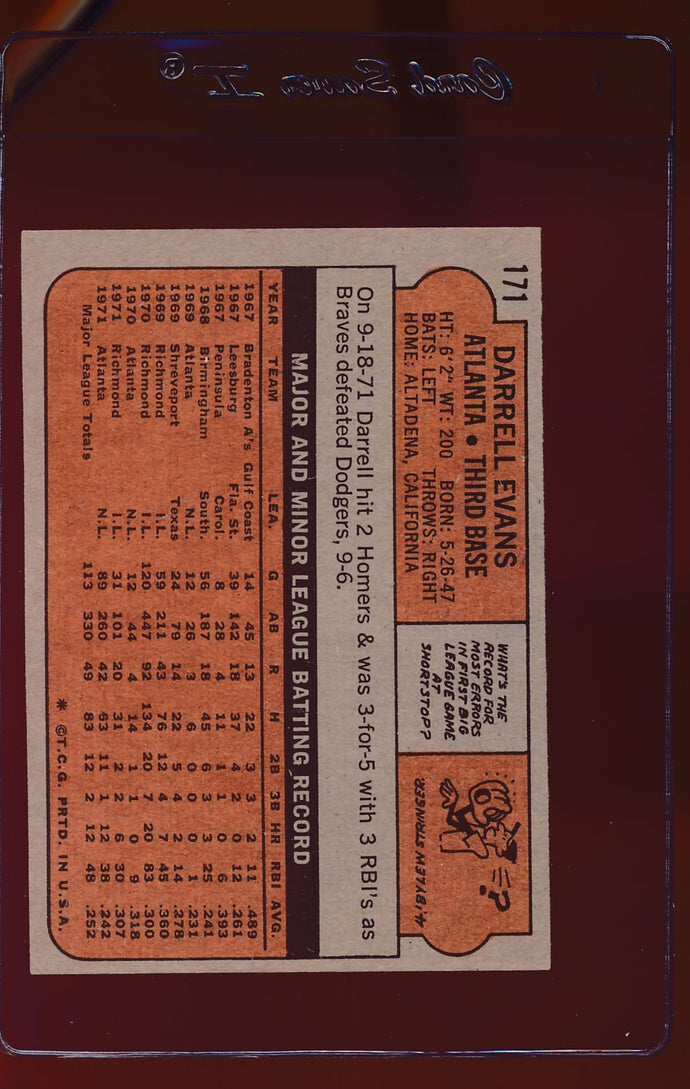 Card Saver II ®
171
DARRELL EVANS
ATLANTA • THIRD BASE
HT: 6' 2" WT: 200 BORN: 5-26-47
BATS: LEFT THROWS: RIGHT
HOME: ALTADENA, CALIFORNIA
WHAT'S THE
RECORD FOR
MOST ERRORS
IN FIRST BIG
LEAGUE GAME
AT
SHORTSTOP?
?
4! BY LEW STRINGER
On 9-18-71 Darrell hit 2 Homers & was 3-for-5 with 3 RBI's as
Braves defeated Dodgers, 9-6.
MAJOR AND MINOR LEAGUE BATTING RECORD
YEAR TEAM LEA. G AB R H 2B 3B HR RBI AVG.
1967 Bradenton A's Gulf Coast 14 45 13 22 3 3 2 11 .489
1967 Leesburg Fla. St. 39 142 18 37 4 2 0 12 .261
1967 Peninsula Carol. 8 28 4 11 1 1 0 6 .393
1968 Birmingham South. 56 187 18 45 6 3 3 25 .241
1969 Atlanta N.L. 12 26 3 6 0 0 0 1 .231
1969 Shreveport Texas 24 79 14 22 5 4 2 14 .278
1969 Richmond I.L. 59 211 43 76 12 4 7 45 .360
1970 Richmond I.L. 120 447 92 134 20 7 20 83 .300
1970 Atlanta N.L. 12 44 4 14 1 1 0 9 .318
1971 Richmond I.L. 31 101 20 31 2 2 6 30 .307
1971 Atlanta N.L. 89 260 42 63 11 1 12 38 .242
Major League Totals 113 330 49 83 12 2 12 48 .252
* ©T.C.G. PRTD. IN U.S.A.